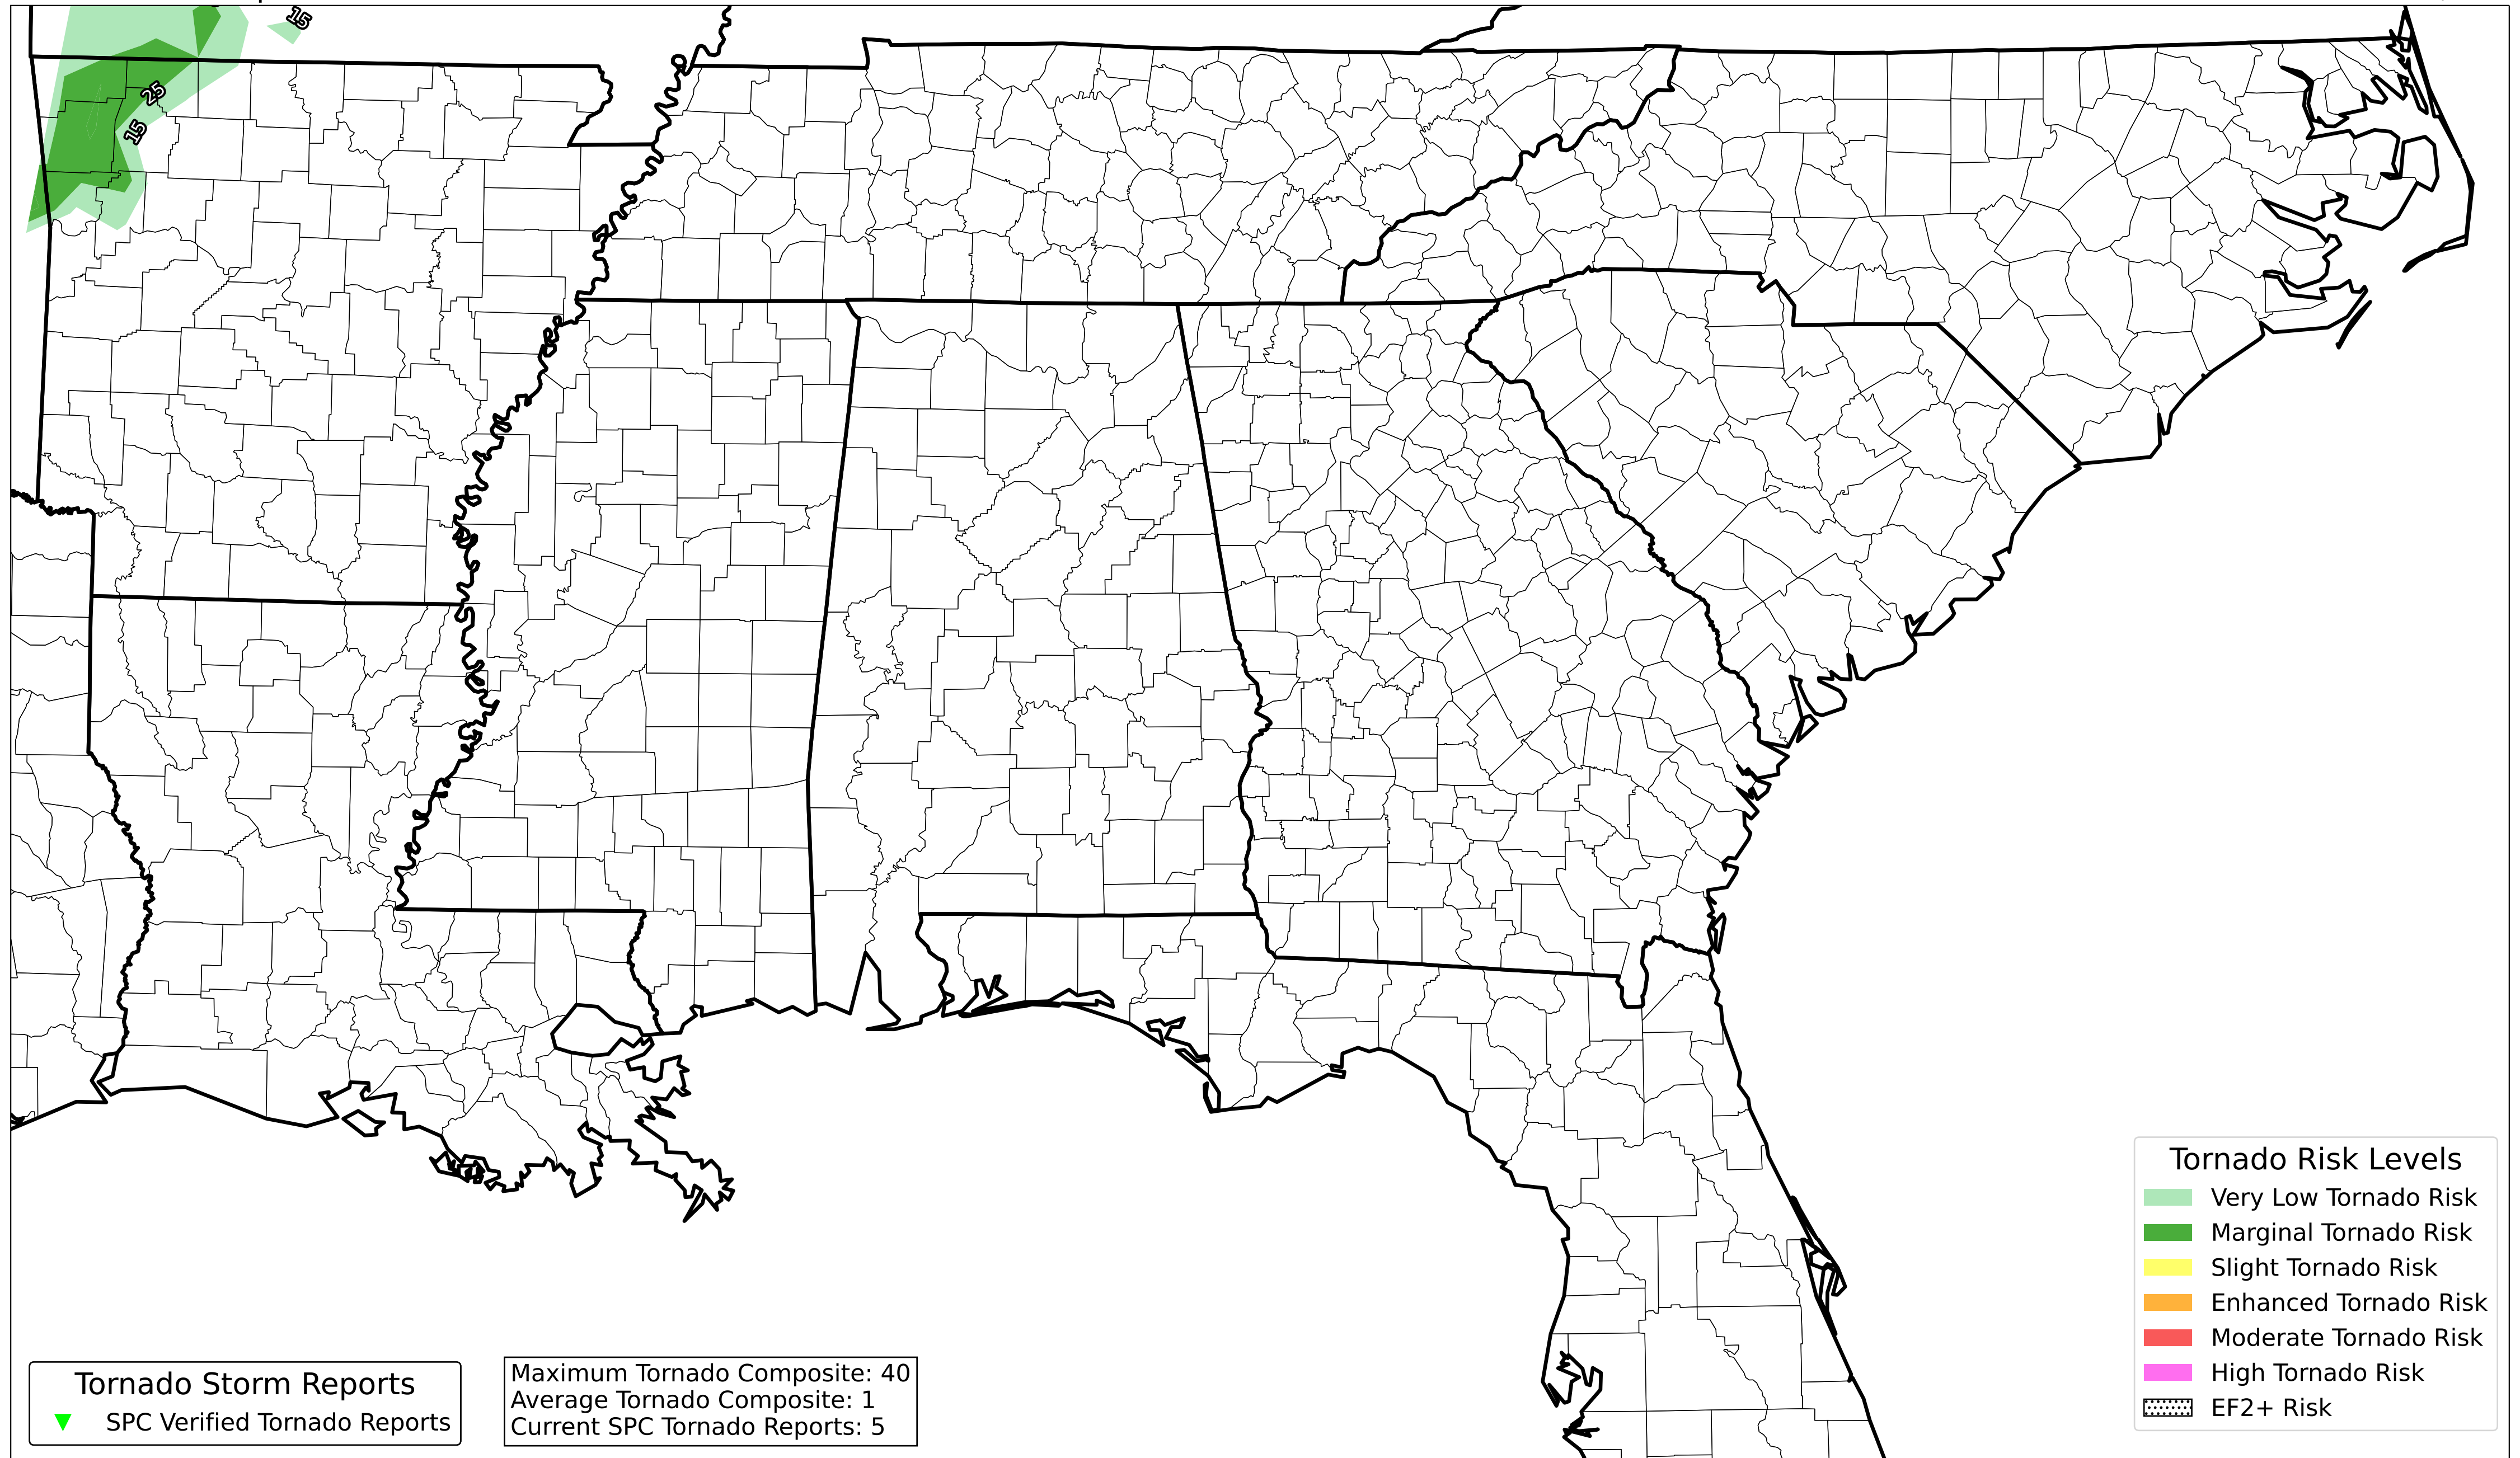 15
25
15
Tornado Risk Levels
Very Low Tornado Risk
Marginal Tornado Risk
Slight Tornado Risk
Enhanced Tornado Risk
Moderate Tornado Risk
High Tornado Risk
EF2+ Risk
Tornado Storm Reports
SPC Verified Tornado Reports
Maximum Tornado Composite: 40
Average Tornado Composite: 1
Current SPC Tornado Reports: 5